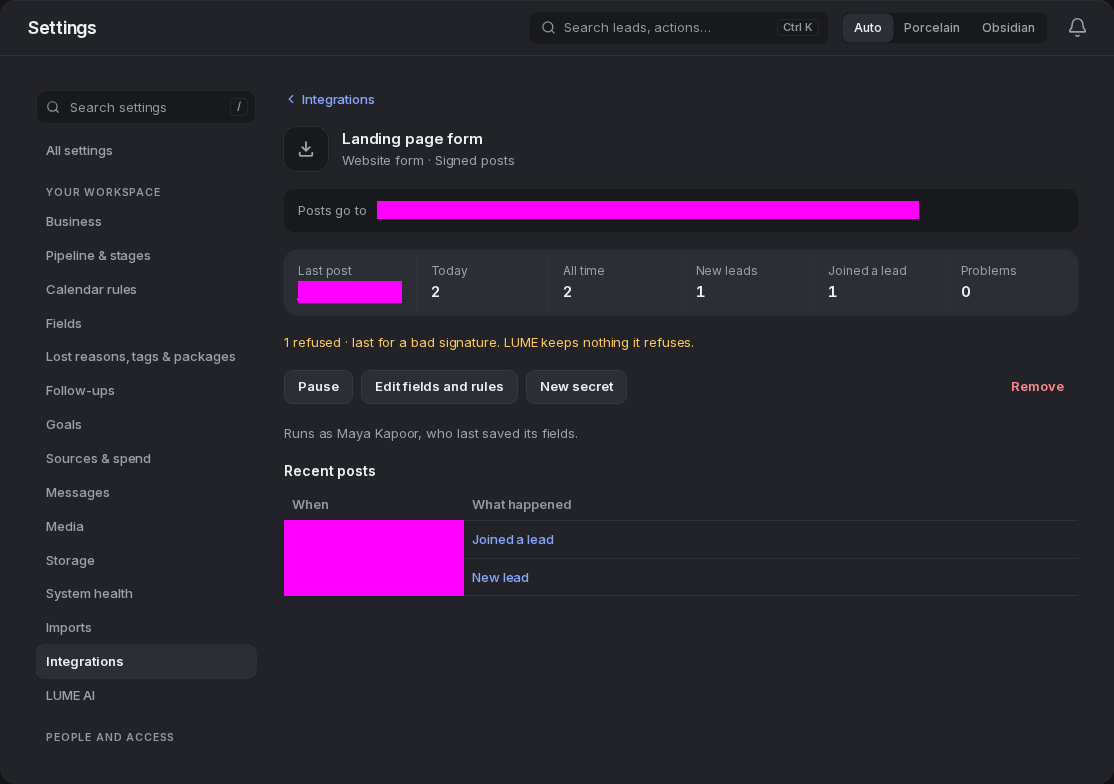 Settings
Search leads, actions… Ctrl K
Auto Porcelain Obsidian
Search settings /
All settings
YOUR WORKSPACE
Business
Pipeline & stages
Calendar rules
Fields
Lost reasons, tags & packages
Follow-ups
Goals
Sources & spend
Messages
Media
Storage
System health
Imports
Integrations
LUME AI
PEOPLE AND ACCESS
Integrations
Landing page form
Website form · Signed posts
Posts go to
Last post Today All time New leads Joined a lead Problems
2 2 1 1 0
1 refused · last for a bad signature. LUME keeps nothing it refuses.
Pause Edit fields and rules New secret Remove
Runs as Maya Kapoor, who last saved its fields.
Recent posts
When What happened
Joined a lead
New lead